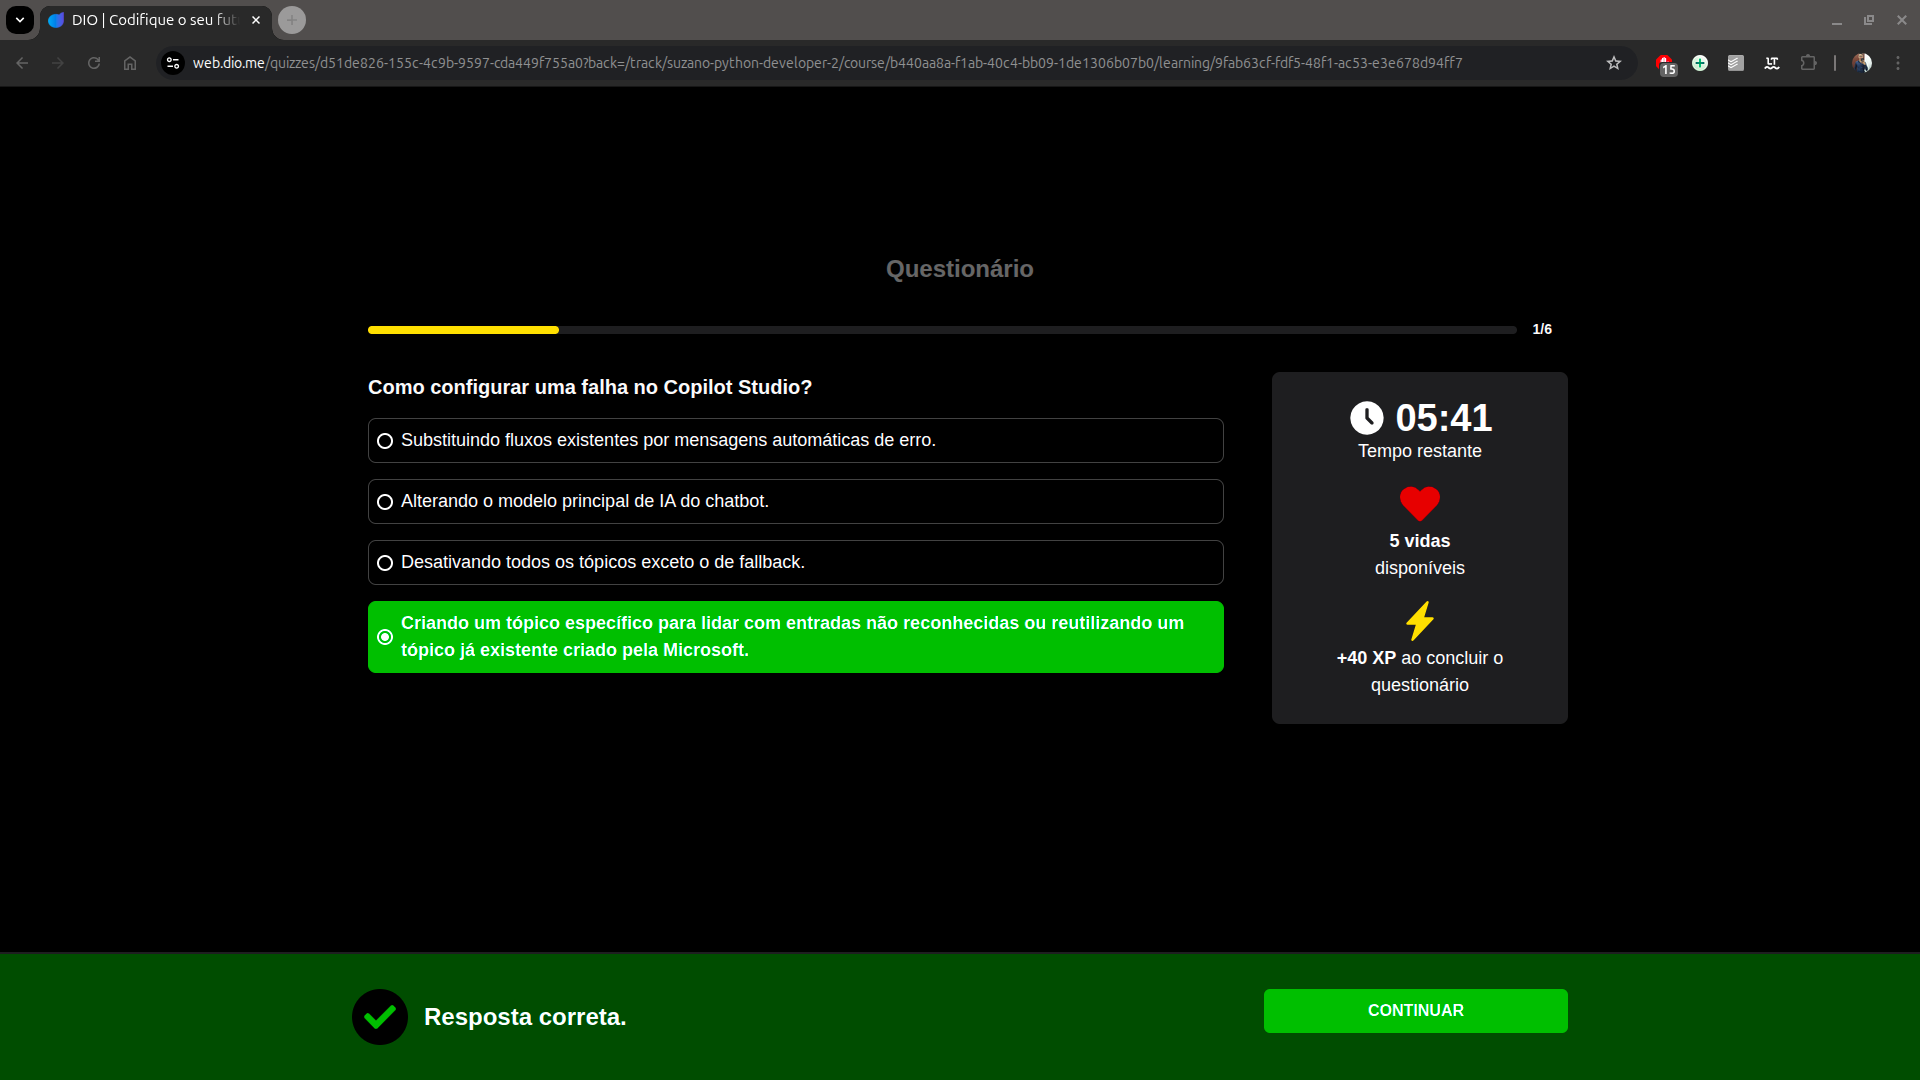 DIO | Codifique o seu fut
web.dio.me/quizzes/d51de826-155c-4c9b-9597-cda449f755a0?back=/track/suzano-python-developer-2/course/b440aa8a-f1ab-40c4-bb09-1de1306b07b0/learning/9fab63cf-fdf5-48f1-ac53-e3e678d94ff7
15
LT
Questionário
1/6
Como configurar uma falha no Copilot Studio?
Substituindo fluxos existentes por mensagens automáticas de erro.
Alterando o modelo principal de IA do chatbot.
Desativando todos os tópicos exceto o de fallback.
Criando um tópico específico para lidar com entradas não reconhecidas ou reutilizando um
tópico já existente criado pela Microsoft.
05:41
Tempo restante
5 vidas
disponíveis
+40 XP ao concluir o
questionário
Resposta correta.
CONTINUAR